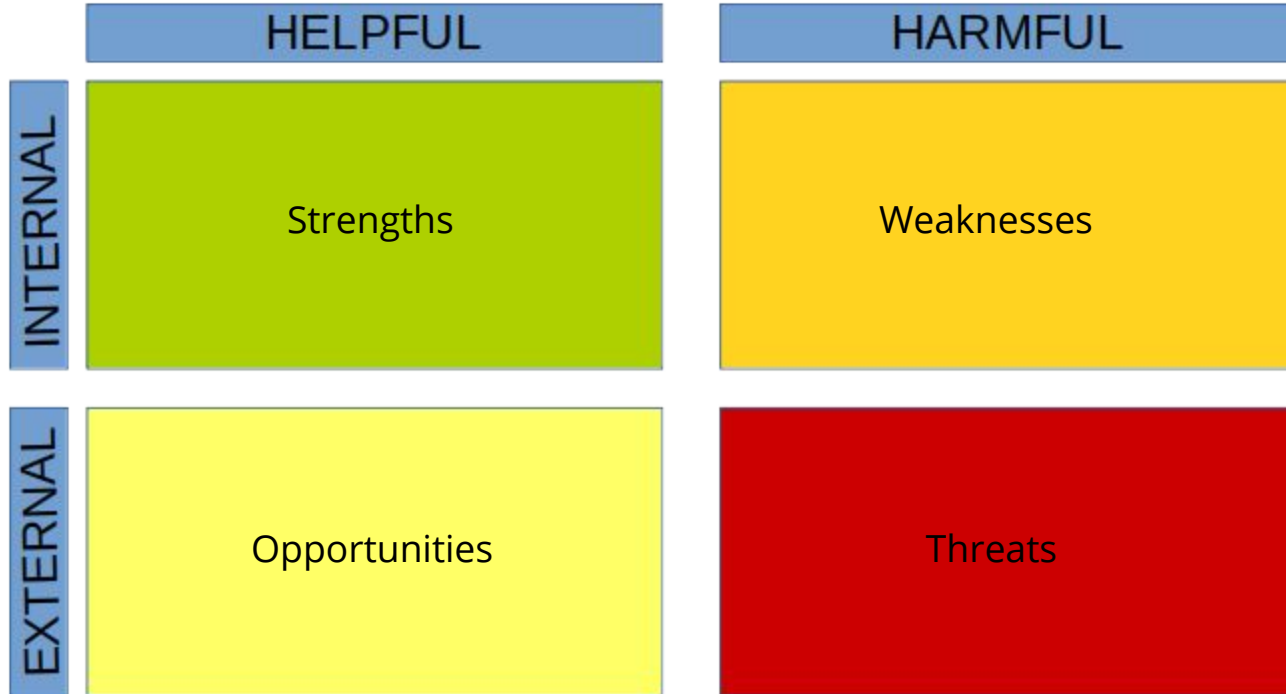 HELPFUL
HARMFUL
INTERNAL
Strengths
Weaknesses
EXTERNAL
Opportunities
Threats